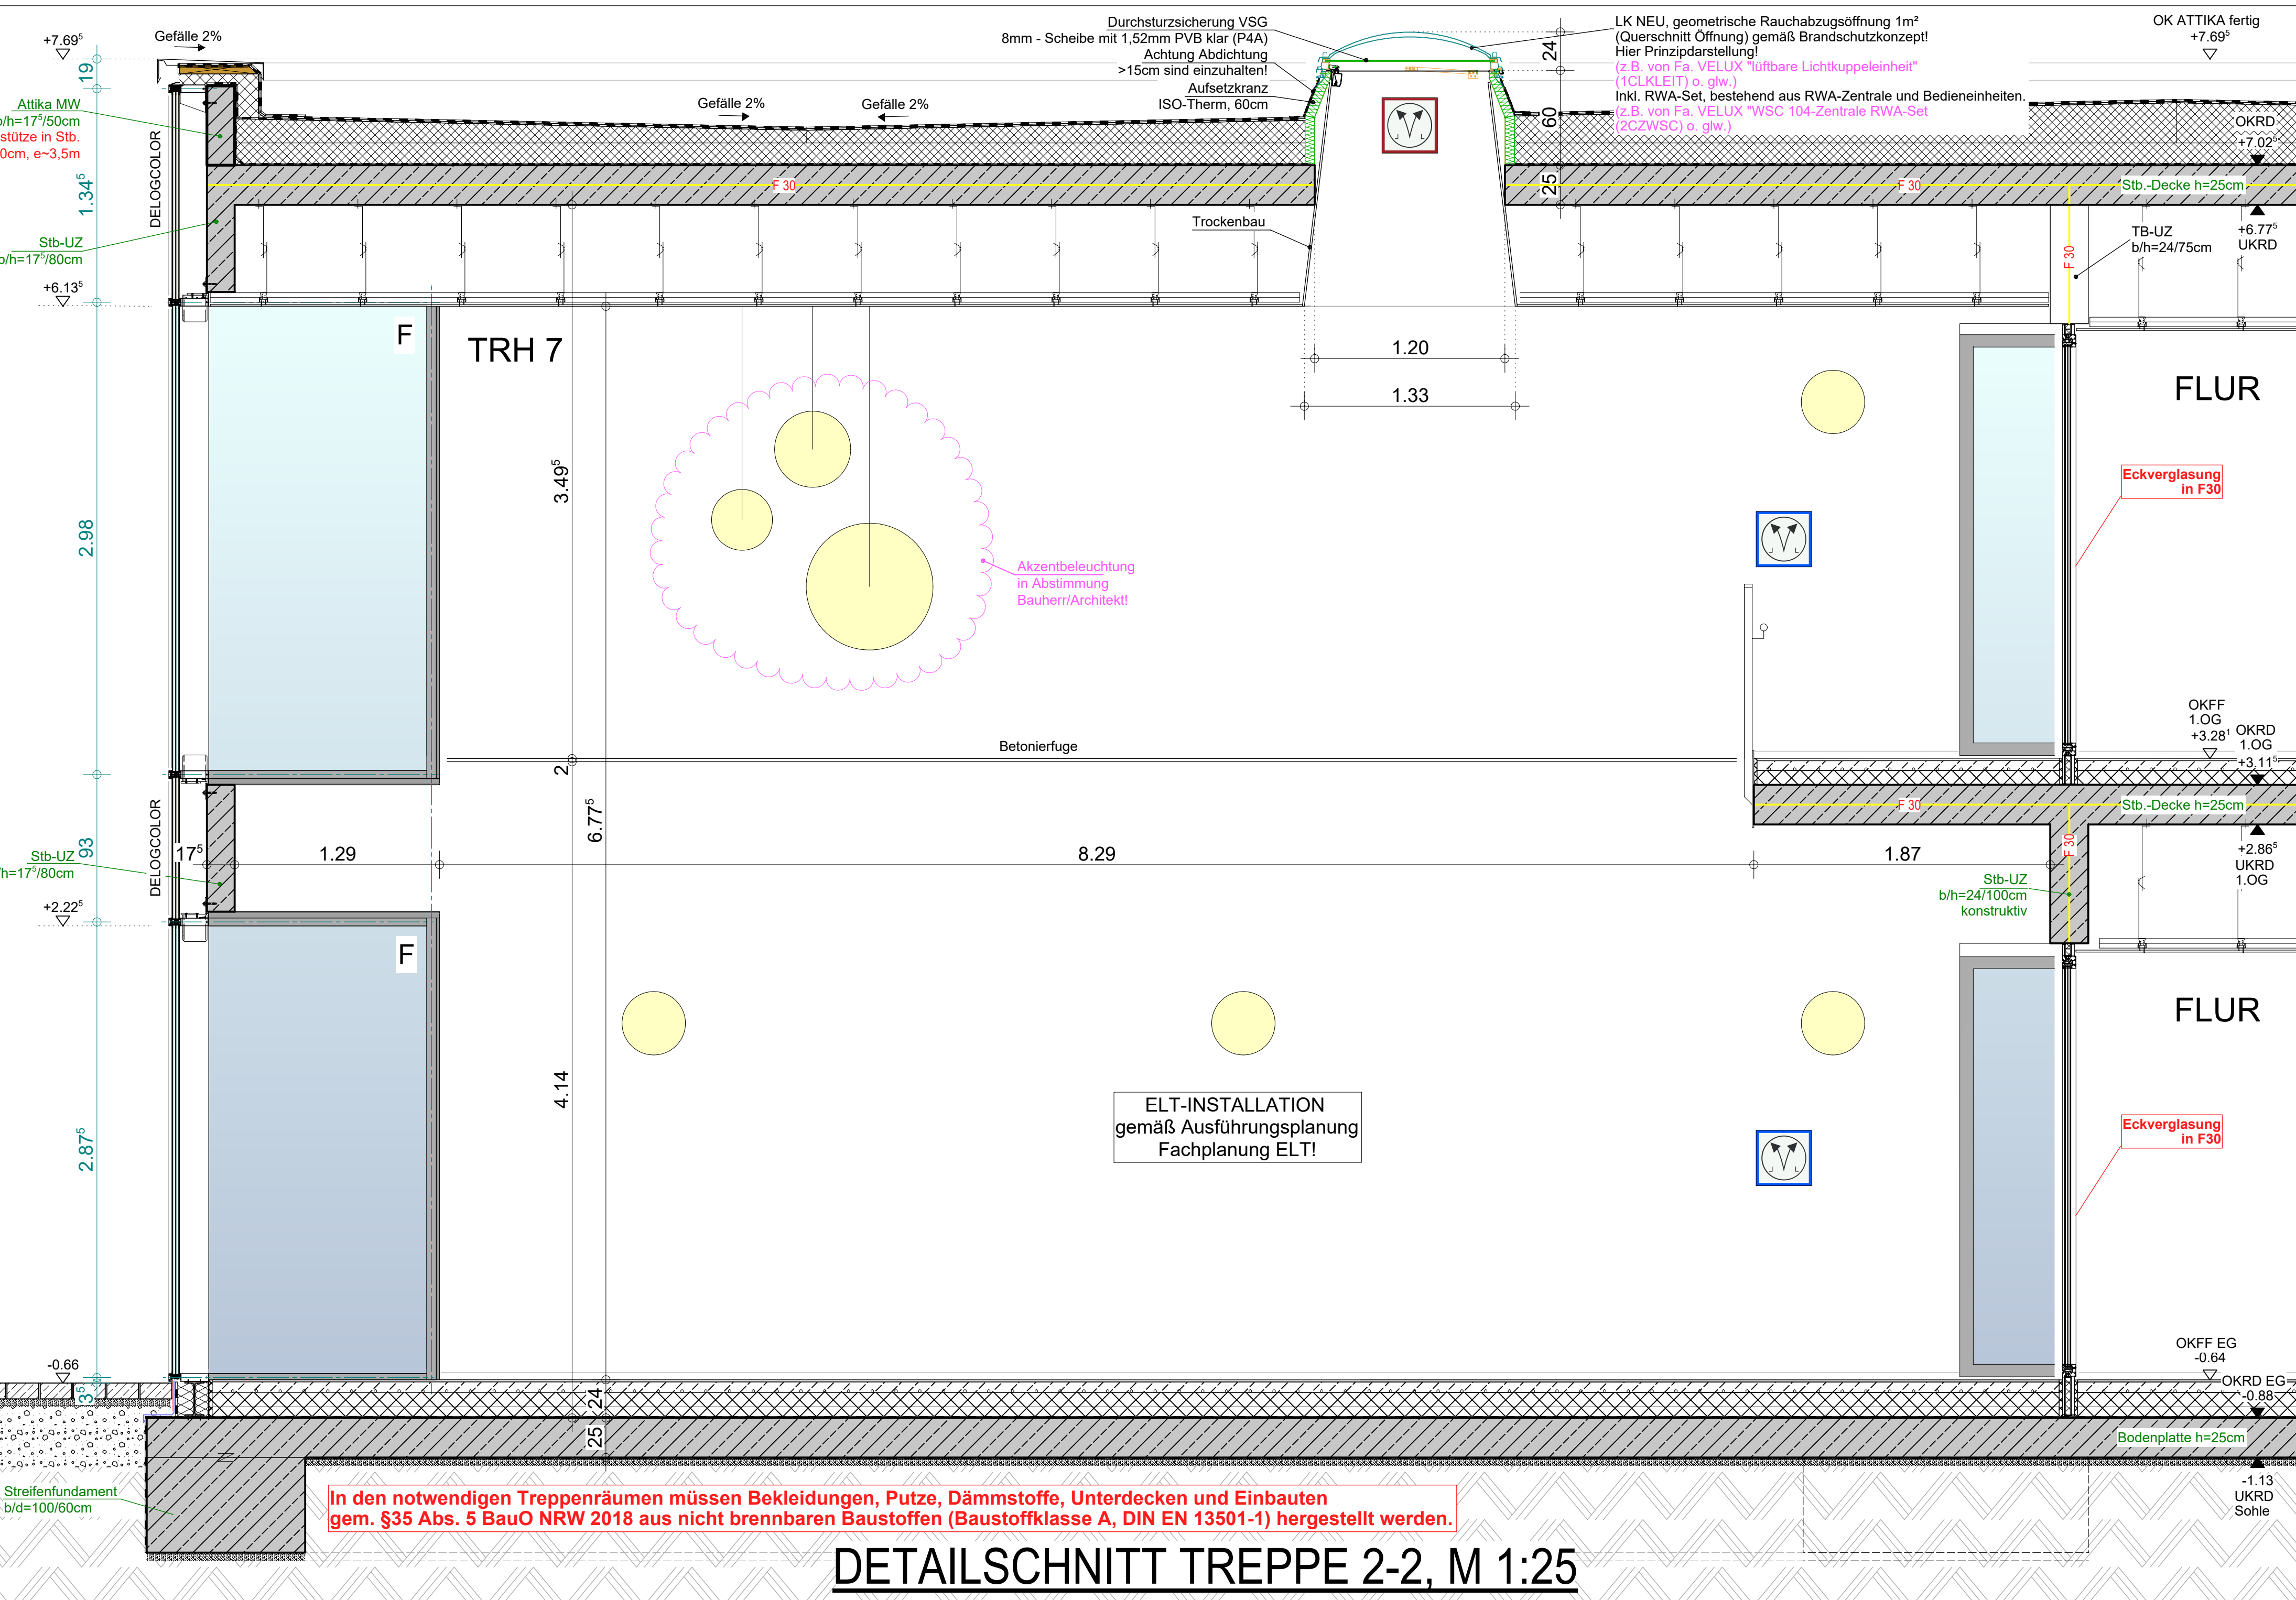 +7.69⁵
Gefälle 2%
19
Attika MW
b/h=17⁵/50cm
stütze in Stb.
0cm, e~3,5m
1.34⁵
DELOGCOLOR
Stb-UZ
b/h=17⁵/80cm
+6.13⁵
Gefälle 2%
Gefälle 2%
Durchsturzsicherung VSG
8mm - Scheibe mit 1,52mm PVB klar (P4A)
Achtung Abdichtung
>15cm sind einzuhalten!
Aufsetzkranz
ISO-Therm, 60cm
24
60
25
LK NEU, geometrische Rauchabzugsöffnung 1m²
(Querschnitt Öffnung) gemäß Brandschutzkonzept!
Hier Prinzipdarstellung!
(z.B. von Fa. VELUX "lüftbare Lichtkuppeleinheit"
(1CLKLEIT) o. glw.)
Inkl. RWA-Set, bestehend aus RWA-Zentrale und Bedieneinheiten.
(z.B. von Fa. VELUX "WSC 104-Zentrale RWA-Set
(2CZWSC) o. glw.)
OK ATTIKA fertig
+7.69⁵
OKRD
+7.02⁵
F 30
F 30
Stb.-Decke h=25cm
Trockenbau
F 30
TB-UZ
b/h=24/75cm
+6.77⁵
UKRD
F
TRH 7
1.20
1.33
FLUR
3.49⁵
2.98
Eckverglasung
in F30
Akzentbeleuchtung
in Abstimmung
Bauherr/Architekt!
Betonierfuge
2
OKFF
1.OG
+3.28¹
OKRD
1.OG
+3.11⁵
F 30
Stb.-Decke h=25cm
DELOGCOLOR
93
Stb-UZ
/h=17⁵/80cm
17⁵
1.29
6.77⁵
8.29
1.87
F 30
+2.86⁵
UKRD
1.OG
Stb-UZ
b/h=24/100cm
konstruktiv
+2.22⁵
F
FLUR
4.14
2.87⁵
ELT-INSTALLATION
gemäß Ausführungsplanung
Fachplanung ELT!
Eckverglasung
in F30
-0.66
3⁵
24
25
OKFF EG
-0.64
OKRD EG
-0.88
Bodenplatte h=25cm
-1.13
UKRD
Sohle
Streifenfundament
b/d=100/60cm
In den notwendigen Treppenräumen müssen Bekleidungen, Putze, Dämmstoffe, Unterdecken und Einbauten
gem. §35 Abs. 5 BauO NRW 2018 aus nicht brennbaren Baustoffen (Baustoffklasse A, DIN EN 13501-1) hergestellt werden.
DETAILSCHNITT TREPPE 2-2, M 1:25